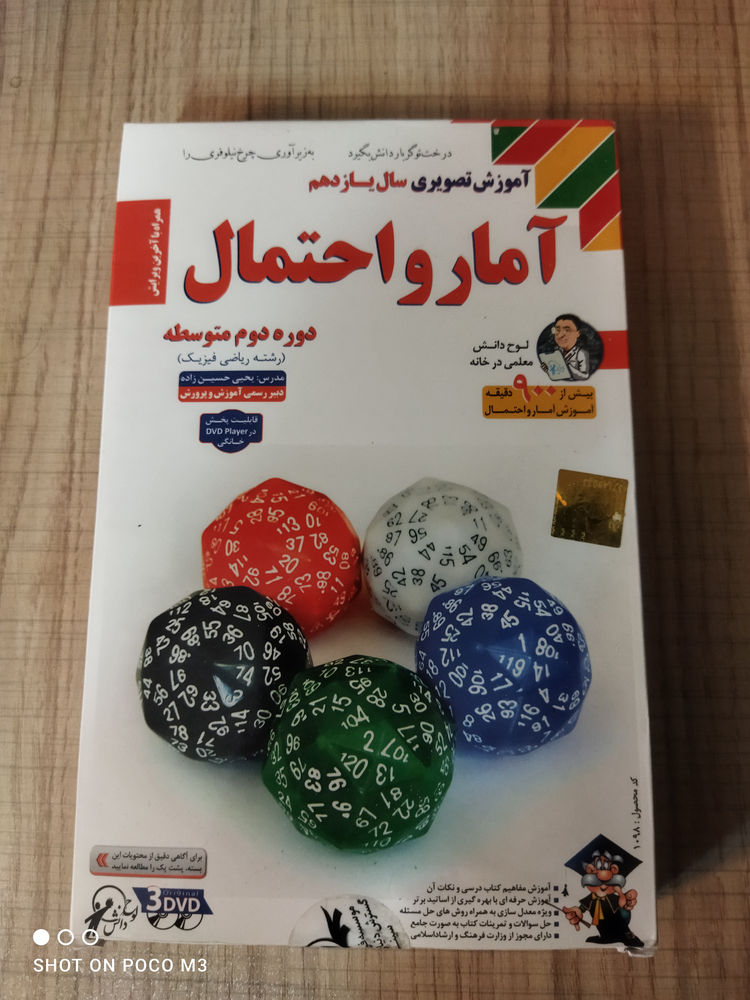 درخت تو گر بار دانش بگیرد به زیر آوری چرخ نیلوفری را
آموزش تصویری سال یازدهم
همراه با آخرین ویرایش
آمار و احتمال
دوره دوم متوسطه
(رشته ریاضی فیزیک)
مدرس: یحیی حسین زاده
دبیر رسمی آموزش و پرورش
قابلیت پخش
در DVD Player
خانگی
لوح دانش
معلمی در خانه
بیش از ۹۰۰ دقیقه
آموزش آمار و احتمال
کد محصول : ۱۰۹۸
برای آگاهی دقیق از محتویات این
بسته، پشت پک را مطالعه نمایید
Original
3 DVD
لوح دانش
موسسه
آموزش مفاهیم کتاب درسی و نکات آن
آموزش حرفه ای با بهره گیری از اساتید برتر
ویژه معدل سازی به همراه روش های حل مسئله
حل سوالات و تمرینات کتاب به صورت جامع
دارای مجوز از وزارت فرهنگ و ارشاد اسلامی
SHOT ON POCO M3